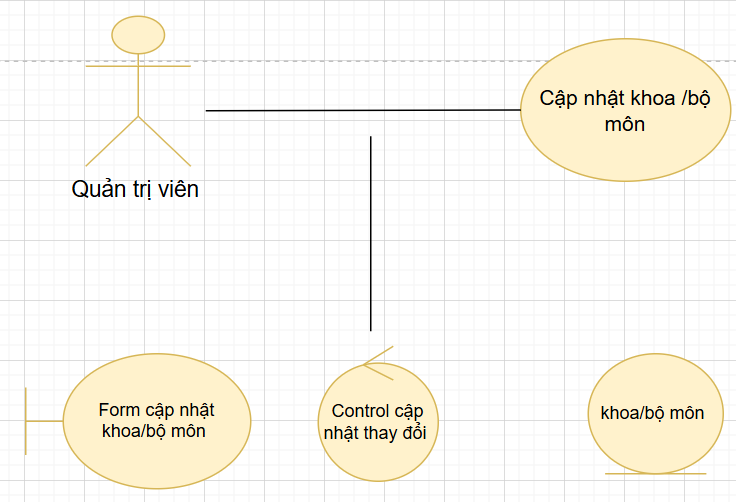 Cập nhật khoa /bộ
môn
Quản trị viên
Form cập nhật
khoa/bộ môn
Control cập
nhật thay đổi
khoa/bộ môn